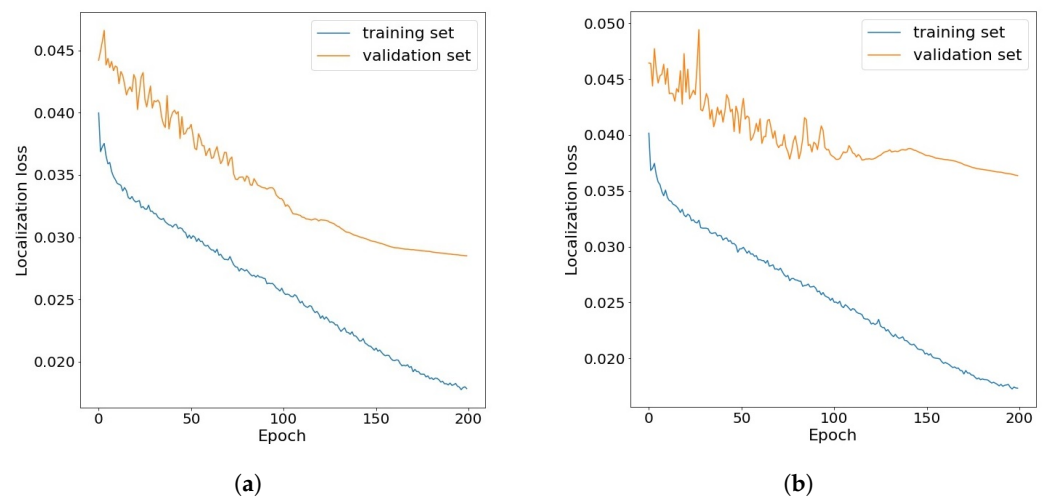 training set
validation set
0.045
0.040
0.035
0.030
0.025
0.020
Localization loss
0
50
100
150
200
Epoch
(a)
training set
validation set
0.050
0.045
0.040
0.035
0.030
0.025
0.020
Localization loss
0
50
100
150
200
Epoch
(b)